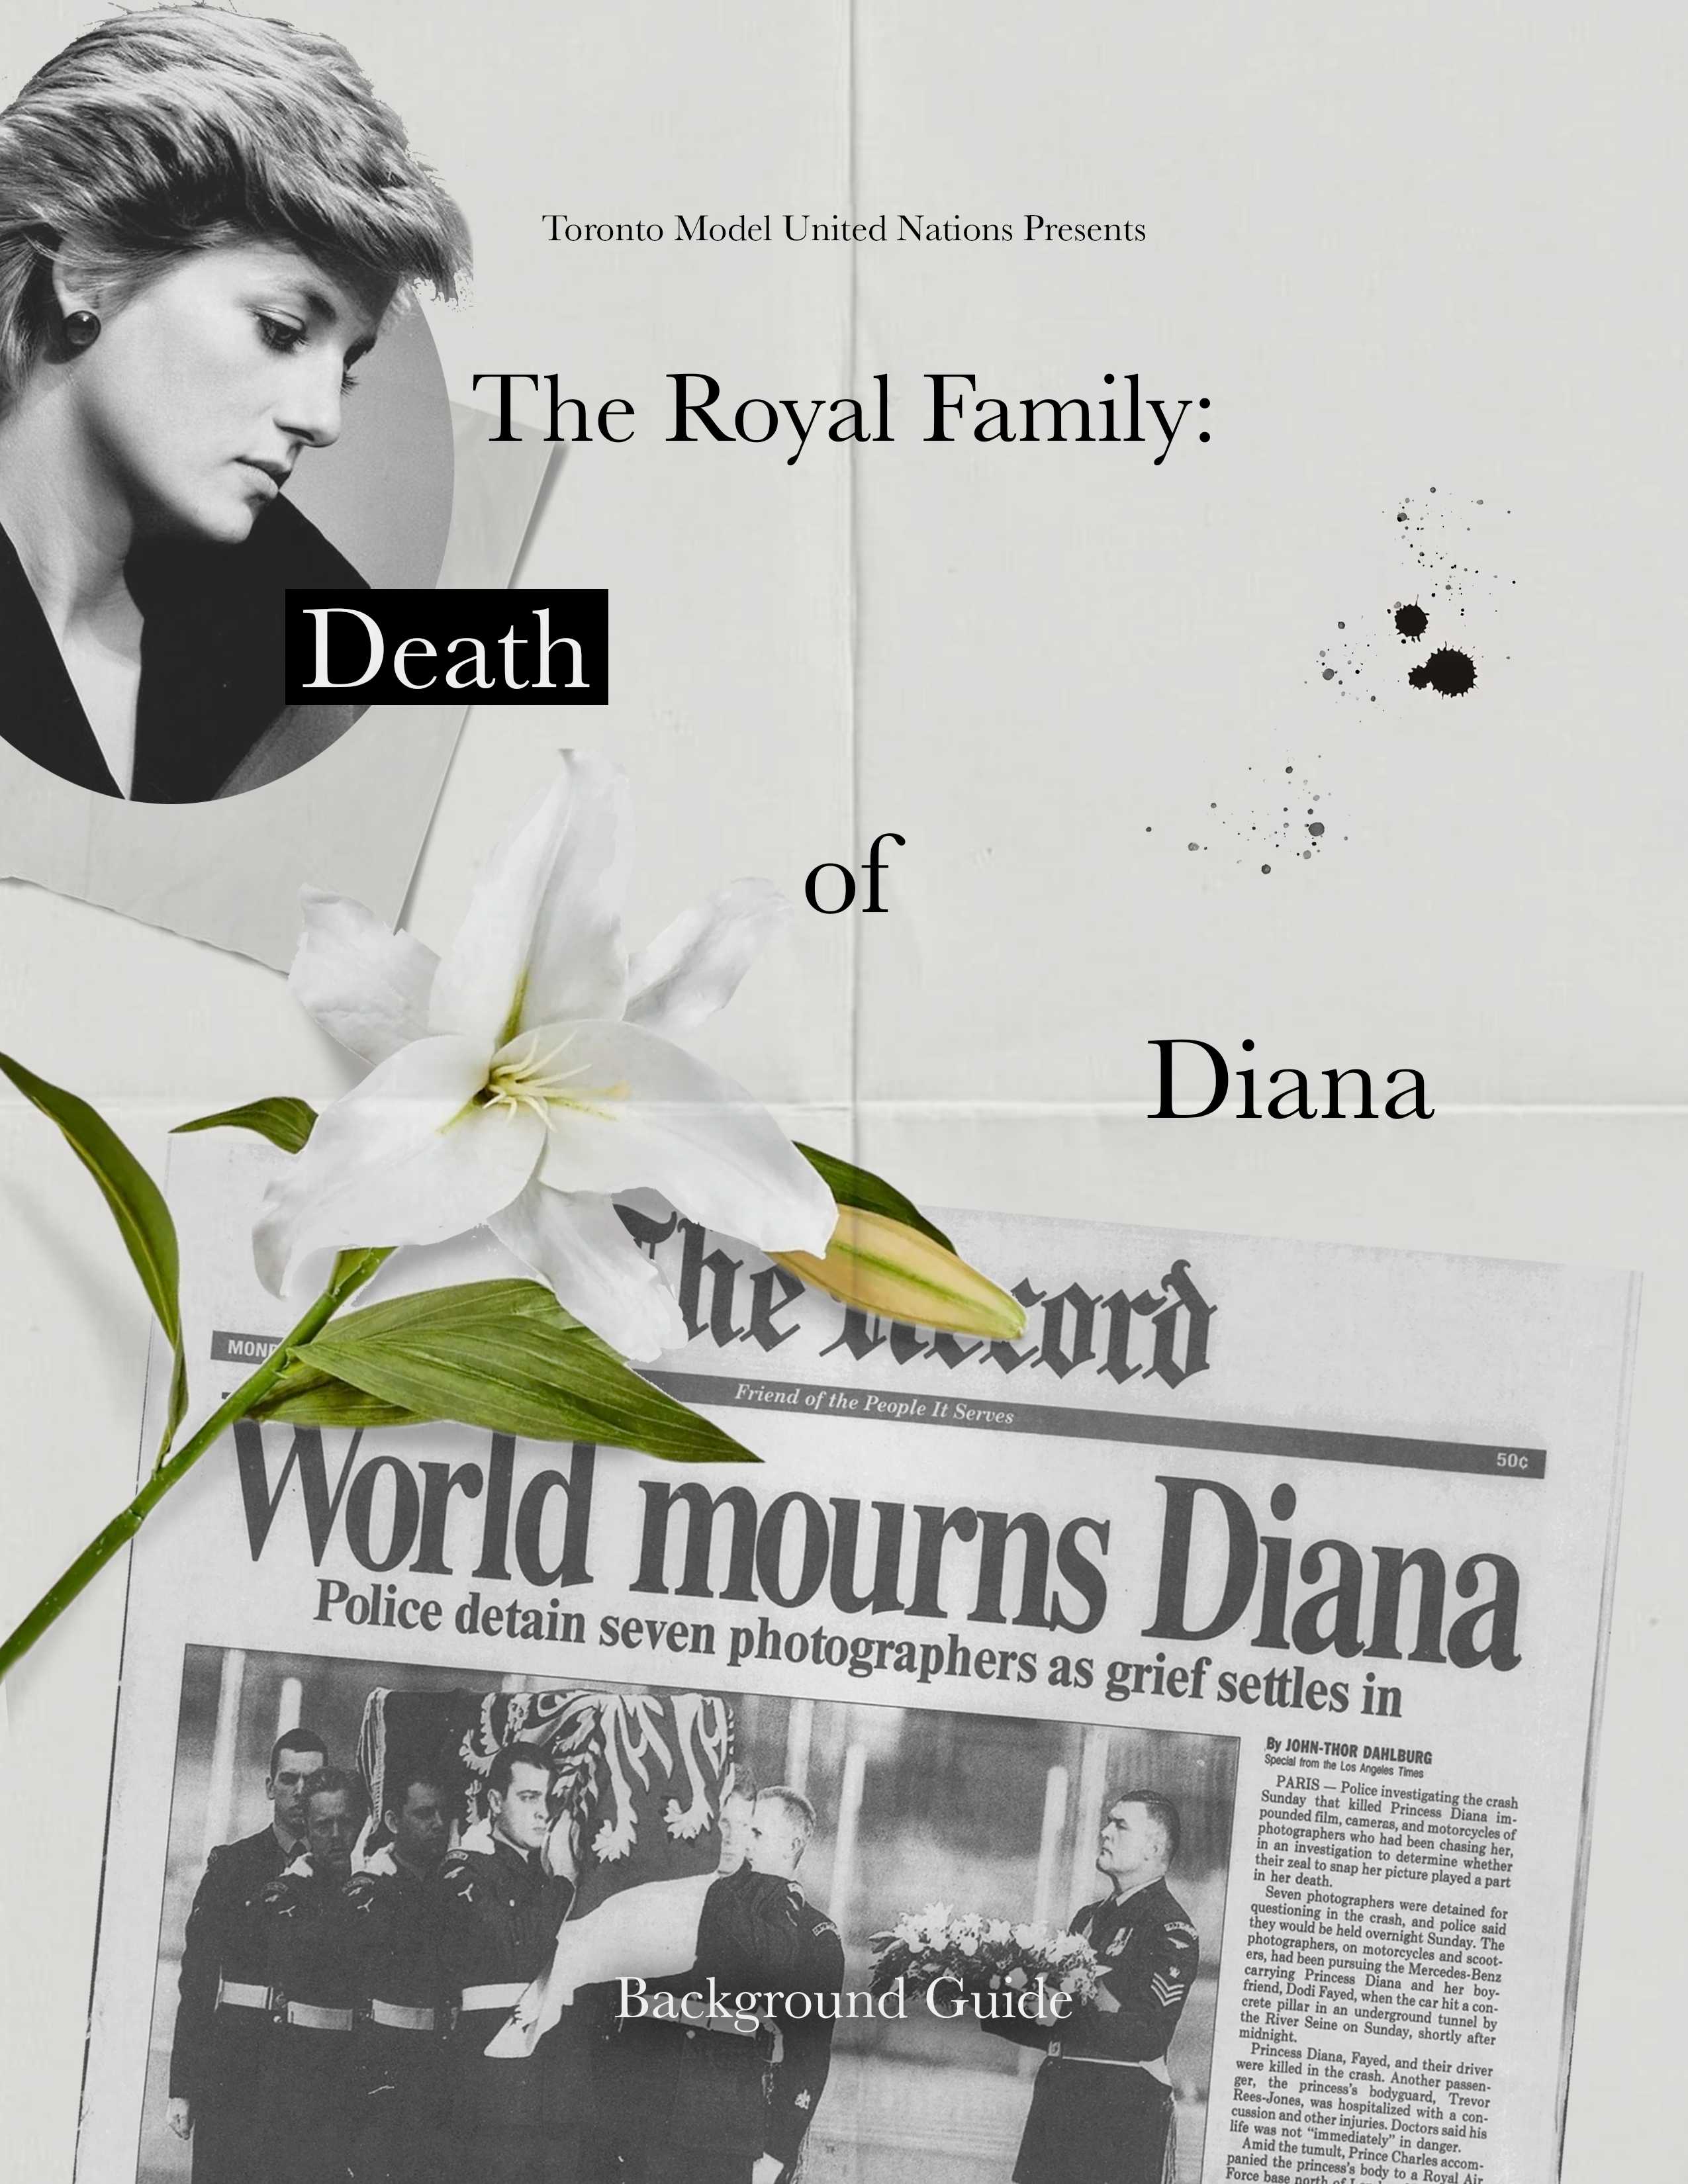 Toronto Model United Nations Presents
The Royal Family:
Death
of
Diana
The Record
MOND
Friend of the People It Serves
50¢
World mourns Diana
Police detain seven photographers as grief settles in
By JOHN-THOR DAHLBURG
Special from the Los Angeles Times
PARIS — Police investigating the crash
Sunday that killed Princess Diana im-
pounded film, cameras, and motorcycles of
photographers who had been chasing her,
in an investigation to determine whether
their zeal to snap her picture played a part
in her death.
Seven photographers were detained for
questioning in the crash, and police said
they would be held overnight Sunday. The
photographers, on motorcycles and scoot-
ers, had been pursuing the Mercedes-Benz
carrying Princess Diana and her boy-
friend, Dodi Fayed, when the car hit a con-
crete pillar in an underground tunnel by
the River Seine on Sunday, shortly after
midnight.
Princess Diana, Fayed, and their driver
were killed in the crash. Another passen-
ger, the princess's bodyguard, Trevor
Rees-Jones, was hospitalized with a con-
cussion and other injuries. Doctors said his
life was not "immediately" in danger.
Amid the tumult, Prince Charles accom-
panied the princess's body to a Royal Air
Force base north of
Background Guide